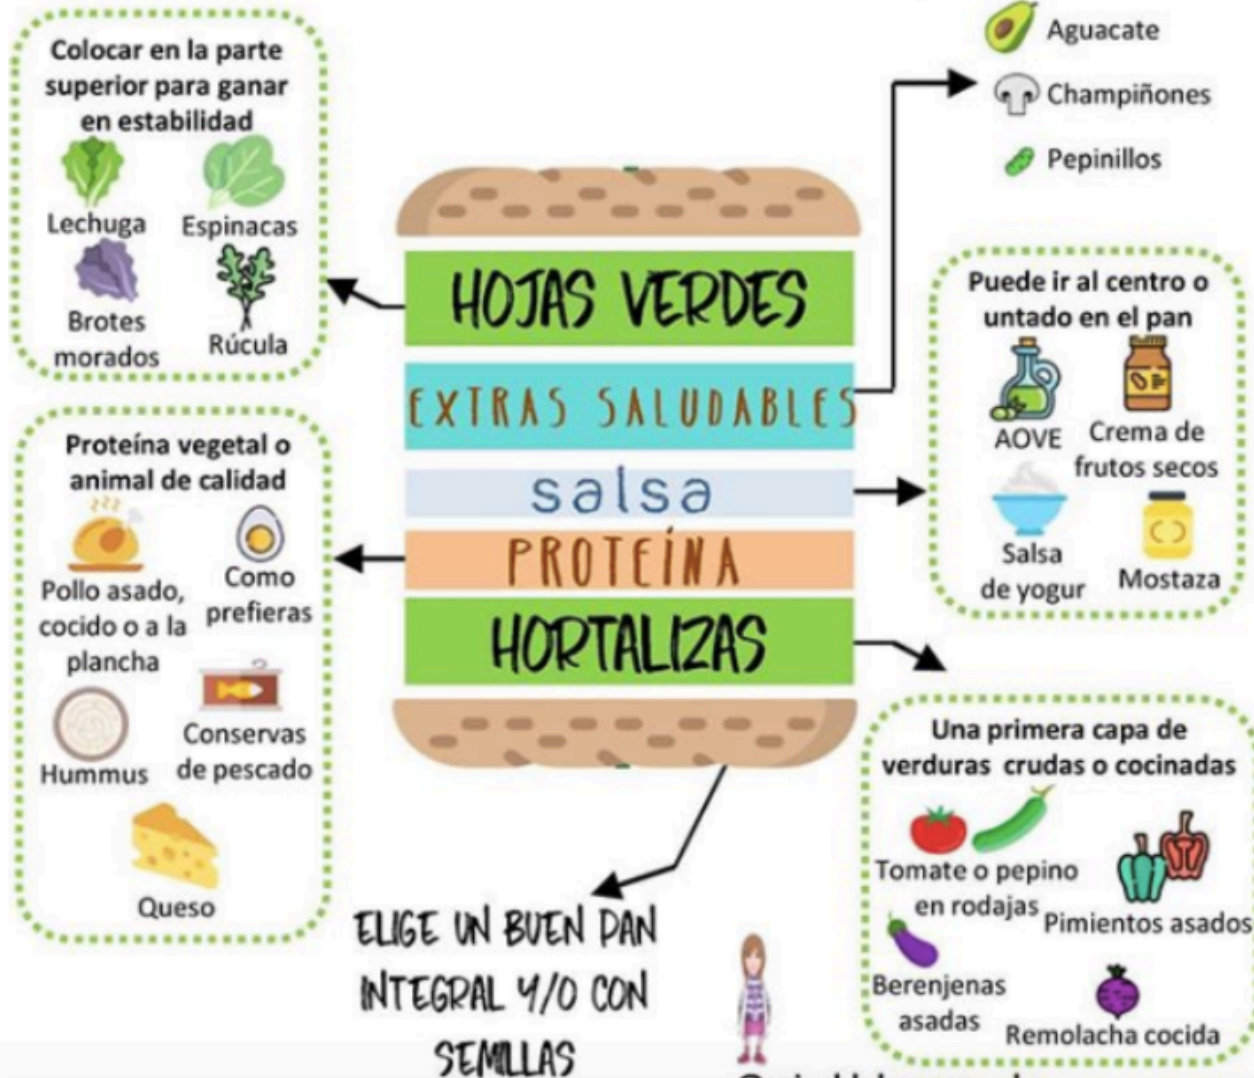 Colocar en la parte
superior para ganar
en estabilidad
Lechuga
Espinacas
Brotes
morados
Rúcula
Aguacate
Champiñones
Pepinillos
HOJAS VERDES
EXTRAS SALUDABLES
salsa
PROTEÍNA
HORTALIZAS
Puede ir al centro o
untado en el pan
AOVE
Crema de
frutos secos
Salsa
de yogur
Mostaza
Proteína vegetal o
animal de calidad
Pollo asado,
cocido o a la
plancha
Como
prefieras
Hummus
Conservas
de pescado
Queso
Una primera capa de
verduras crudas o cocinadas
Tomate o pepino
en rodajas
Pimientos asados
Berenjenas
asadas
Remolacha cocida
ELIGE UN BUEN PAN
INTEGRAL Y/O CON
SEMILLAS